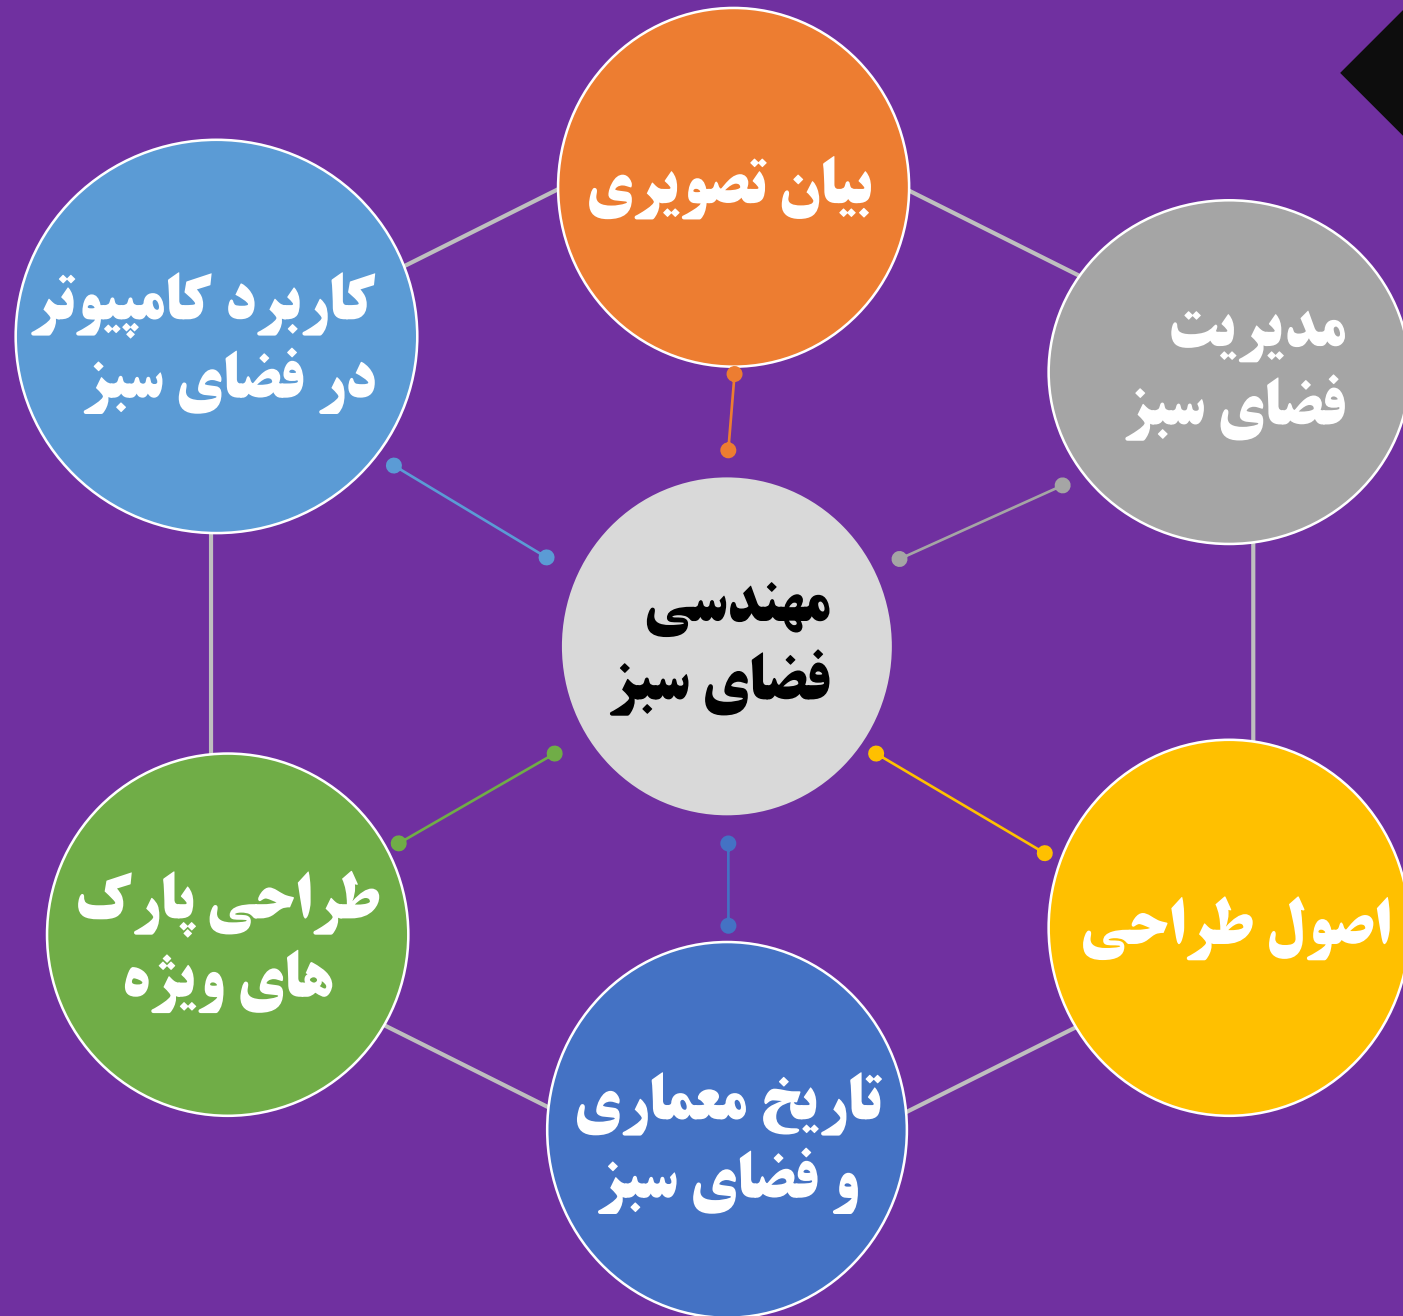 بیان تصویری
کاربرد کامپیوتر
در فضای سبز
مدیریت
فضای سبز
مهندسی
فضای سبز
طراحی پارک
های ویژه
اصول طراحی
تاریخ معماری
و فضای سبز